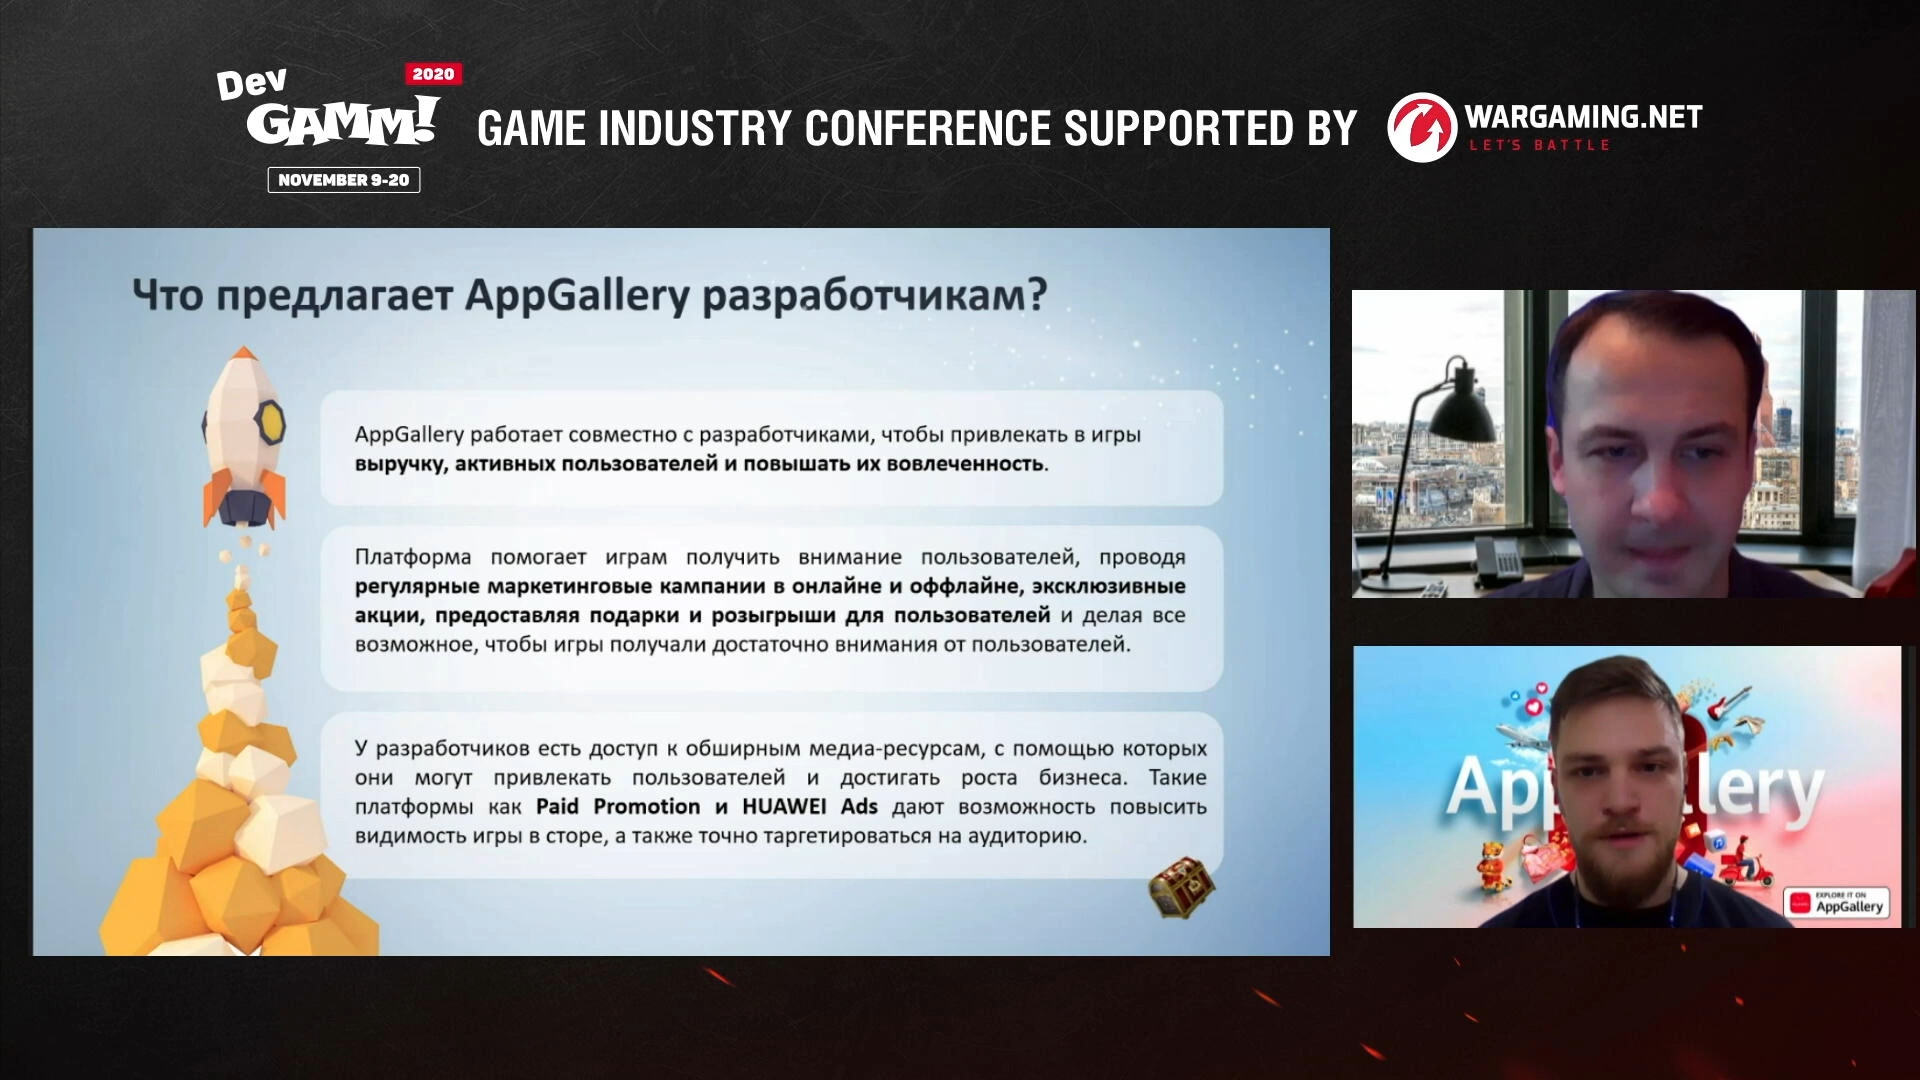 Dev
GAMM!
2020
NOVEMBER 9-20
GAME INDUSTRY CONFERENCE SUPPORTED BY
WARGAMING.NET
LET'S BATTLE
Что предлагает AppGallery разработчикам?
AppGallery работает совместно с разработчиками, чтобы привлекать в игры
выручку, активных пользователей и повышать их вовлеченность.
Платформа помогает играм получить внимание пользователей, проводя
регулярные маркетинговые кампании в онлайне и оффлайне, эксклюзивные
акции, предоставляя подарки и розыгрыши для пользователей и делая все
возможное, чтобы игры получали достаточно внимания от пользователей.
У разработчиков есть доступ к обширным медиа-ресурсам, с помощью которых
они могут привлекать пользователей и достигать роста бизнеса. Такие
платформы как Paid Promotion и HUAWEI Ads дают возможность повысить
видимость игры в сторе, а также точно таргетироваться на аудиторию.
App llery
EXPLORE IT ON
AppGallery